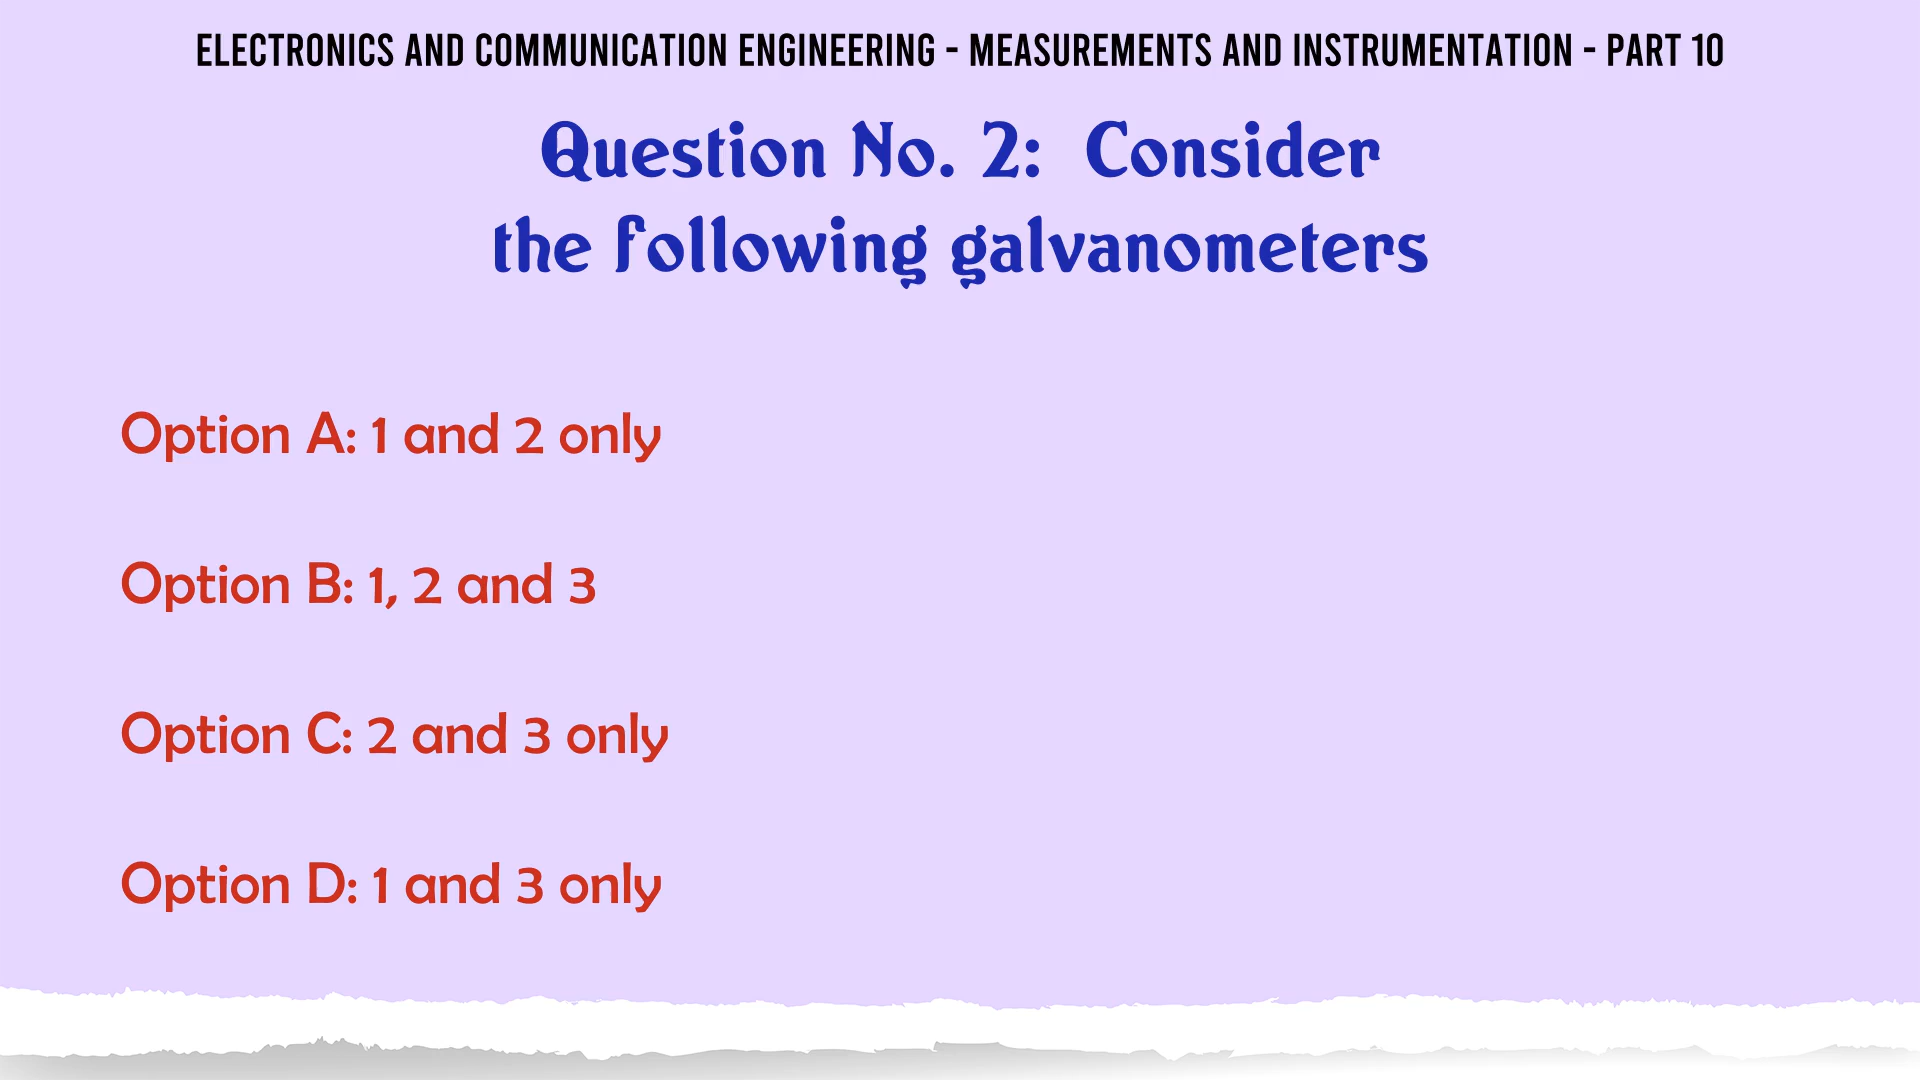 ELECTRONICS AND COMMUNICATION ENGINEERING - MEASUREMENTS AND INSTRUMENTATION - PART 10
Question No. 2: Consider
the following galvanometers
Option A: 1 and 2 only
Option B: 1, 2 and 3
Option C: 2 and 3 only
Option D: 1 and 3 only